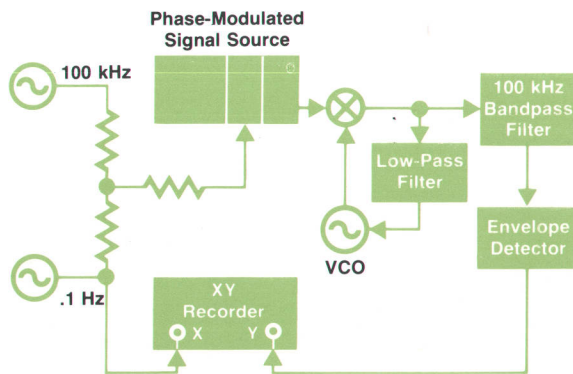 Phase-Modulated
Signal Source
100 kHz
100 kHz
Bandpass
Filter
Low-Pass
Filter
VCO
Envelope
Detector
.1 Hz
XY
Recorder
X Y